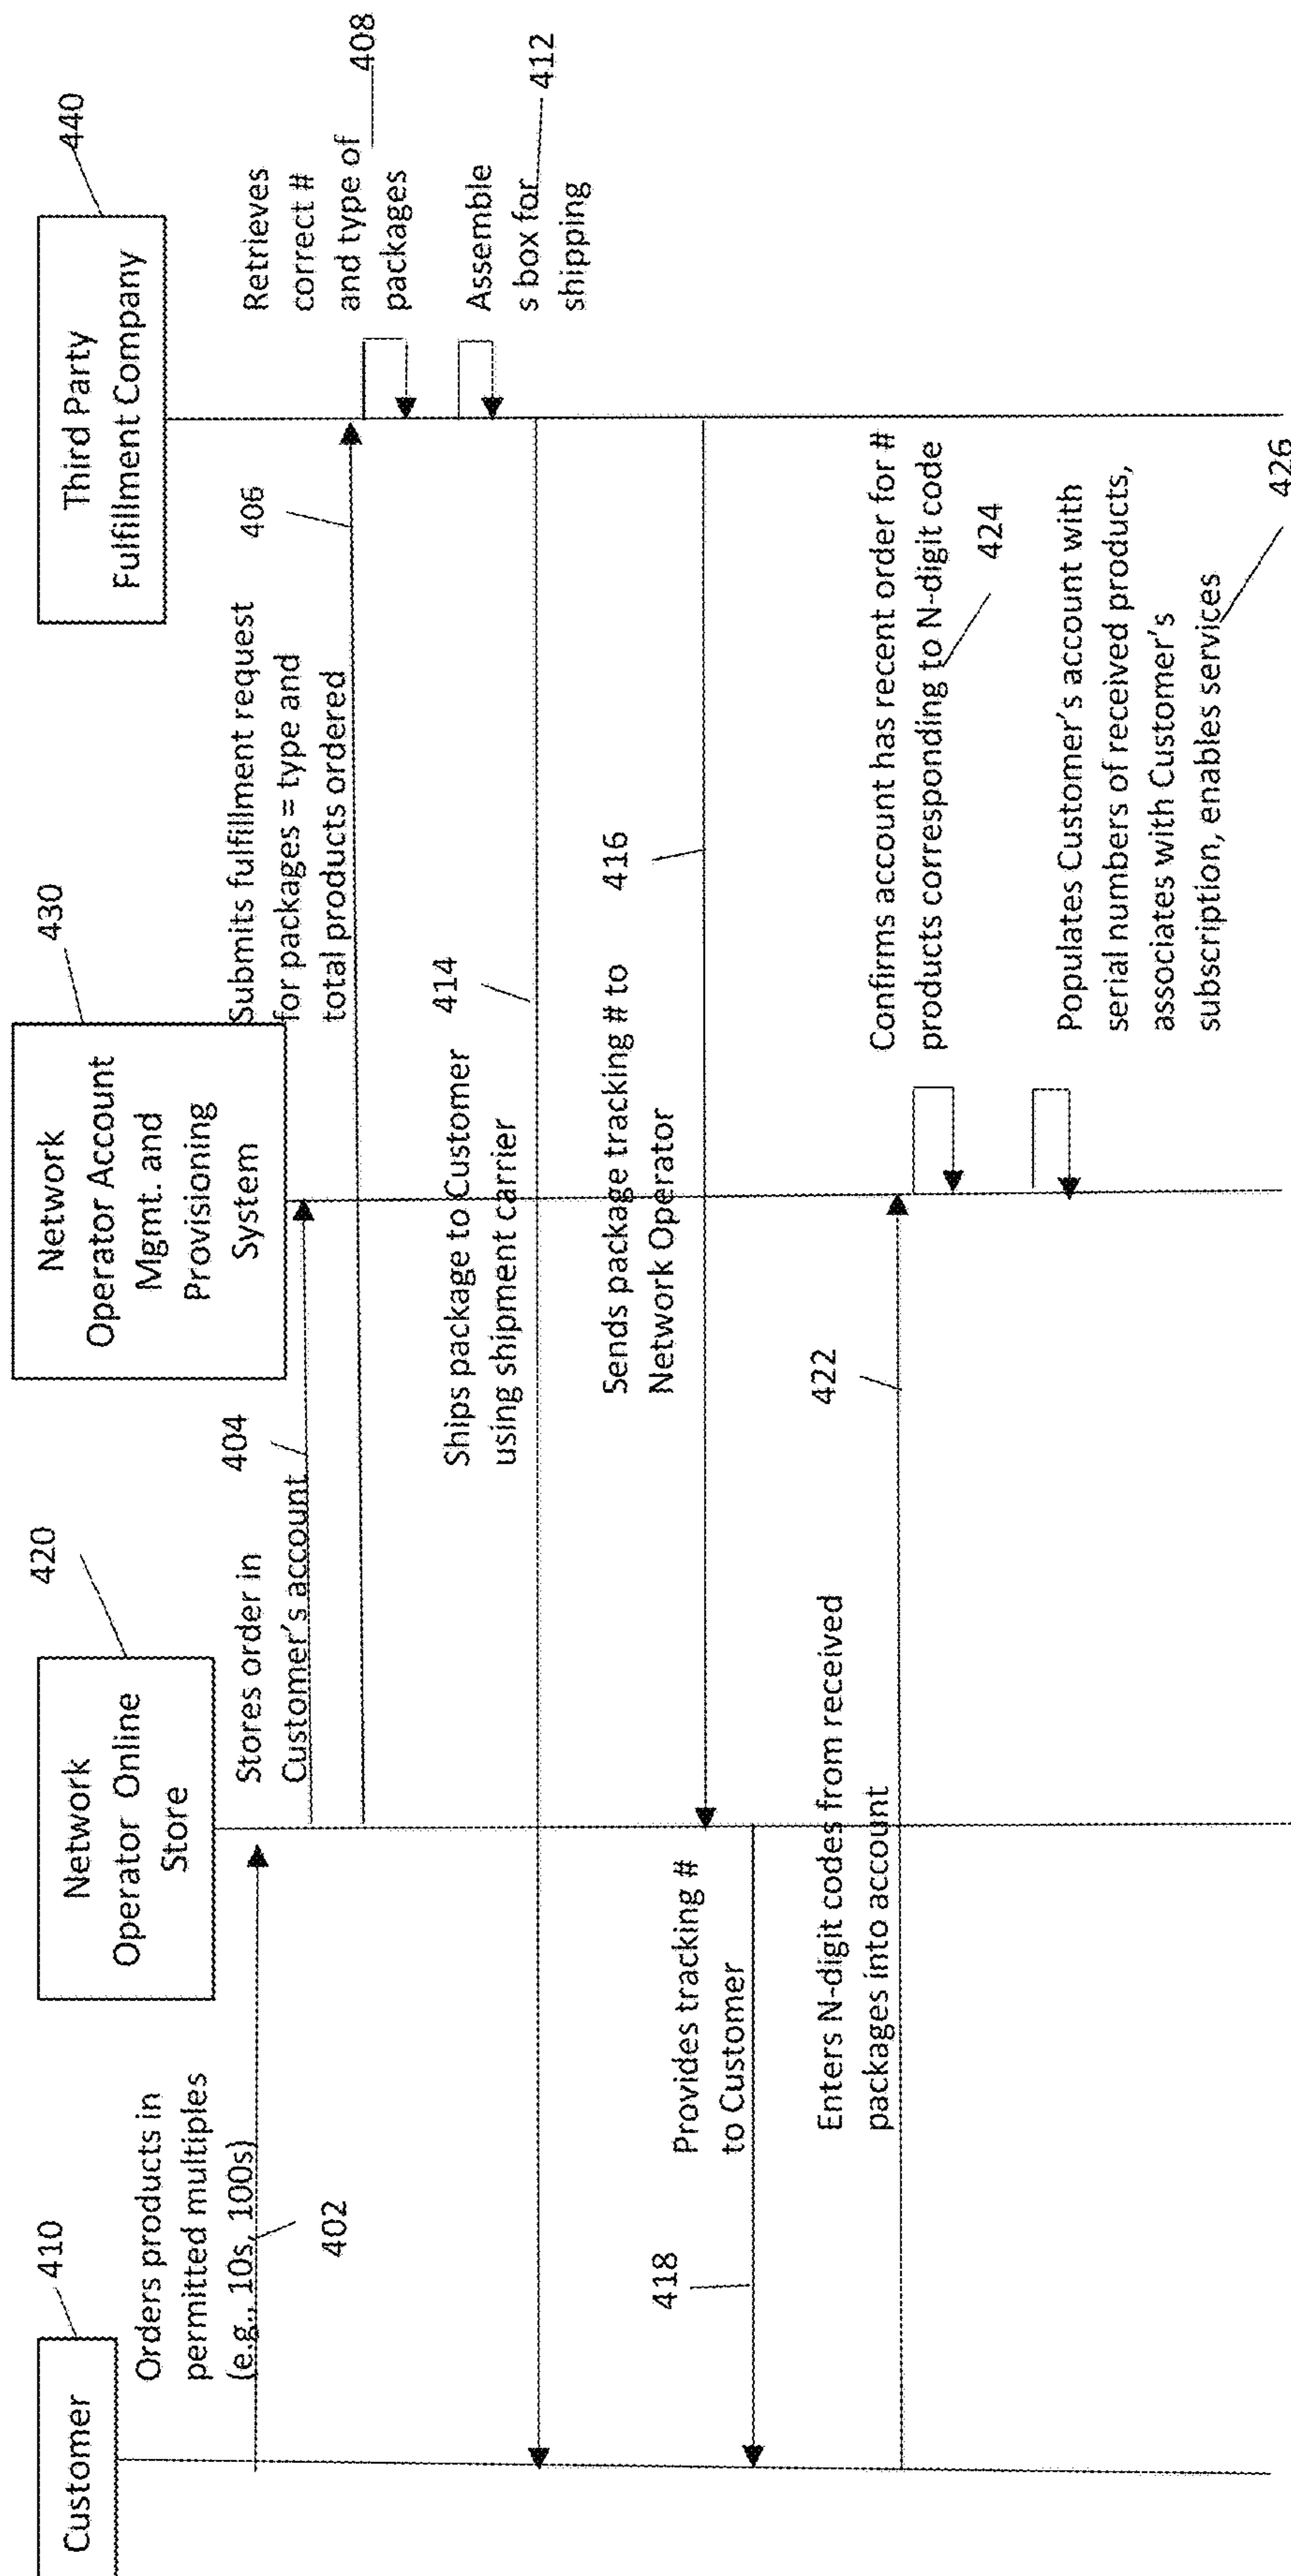 Customer
410
Network
Operator Online
Store
420
Network
Operator Account
Mgmt. and
Provisioning
System
430
Third Party
Fulfillment Company
440
Orders products in
permitted multiples
(e.g., 10s, 100s)
402
Stores order in
Customer's account
404
Submits fulfillment request
for packages = type and
total products ordered
406
Retrieves
correct #
and type of
packages
408
Assemble
s box for
shipping
412
Ships package to Customer
using shipment carrier
414
Sends package tracking # to
Network Operator
416
Provides tracking #
to Customer
418
Enters N-digit codes from received
packages into account
422
Confirms account has recent order for #
products corresponding to N-digit code
424
Populates Customer's account with
serial numbers of received products,
associates with Customer's
subscription, enables services
426